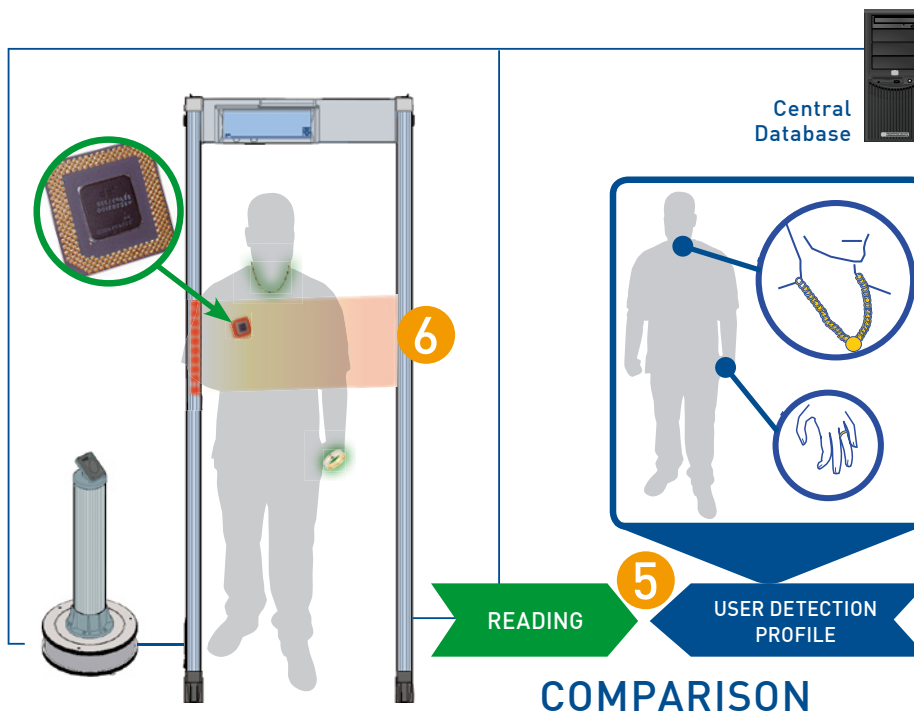 Central
Database
6
5
READING
USER DETECTION
PROFILE
COMPARISON